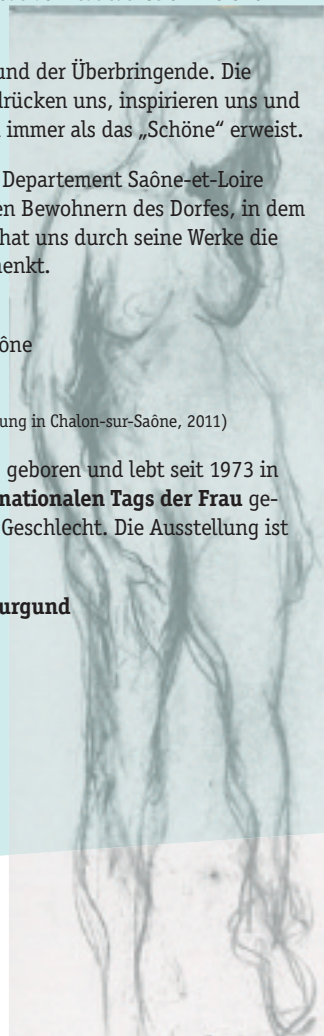 und der Überbringende. Die
drücken uns, inspirieren uns und
immer als das „Schöne“ erweist.
Departement Saône-et-Loire
en Bewohnern des Dorfes, in dem
hat uns durch seine Werke die
enkt.
ône
ung in Chalon-sur-Saône, 2011)
geboren und lebt seit 1973 in
nationalen Tags der Frau ge-
Geschlecht. Die Ausstellung ist
urgund